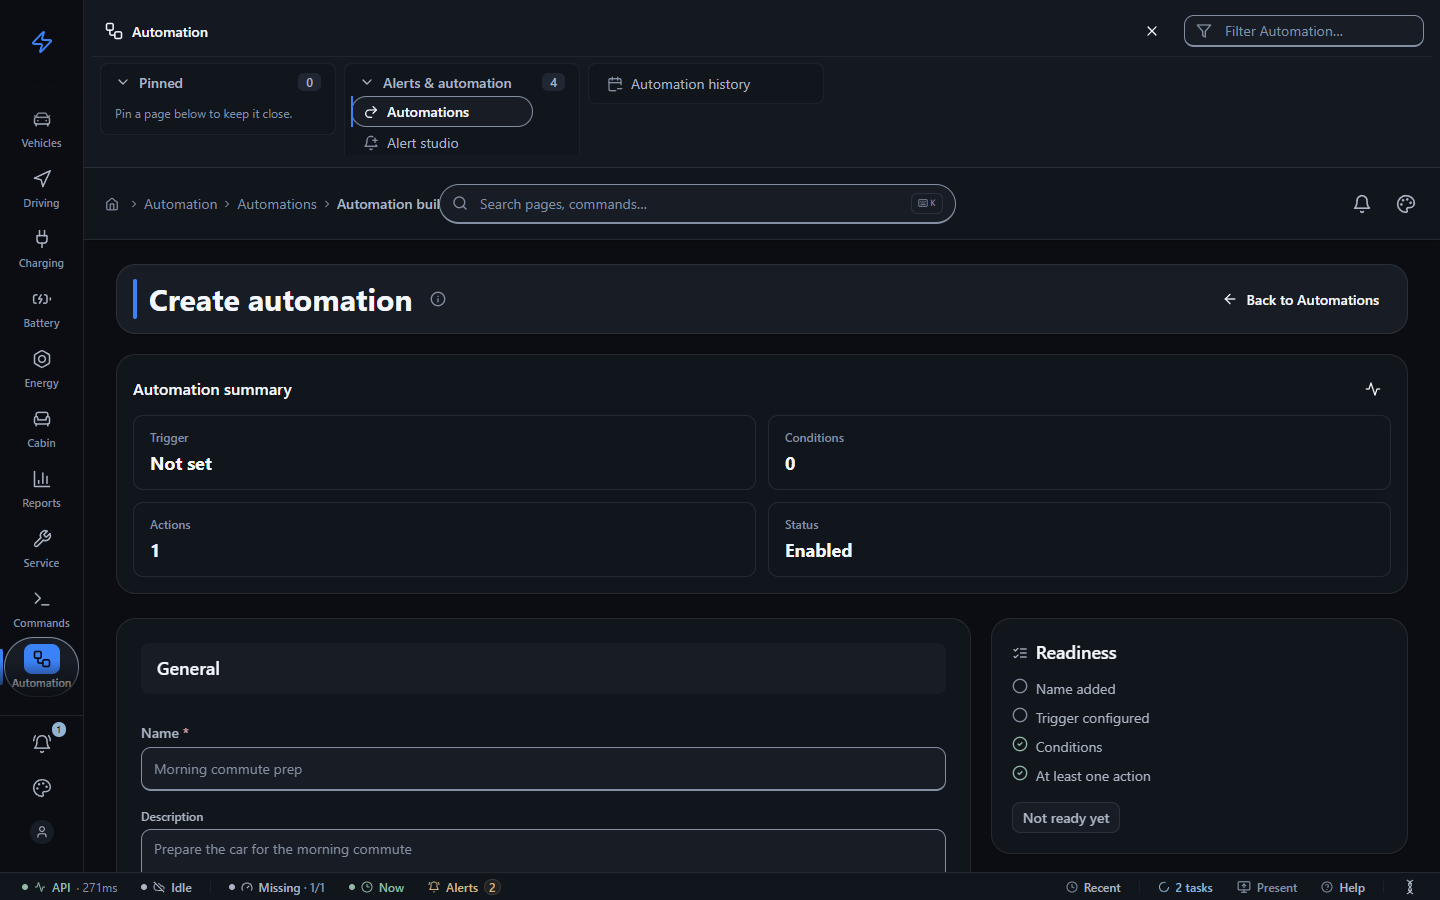 Automation
Filter Automation...
Pinned
0
Pin a page below to keep it close.
Alerts & automation
4
Automations
Alert studio
Automation history
Vehicles
Driving
Charging
Battery
Energy
Cabin
Reports
Service
Commands
Automation
1
Automation
Automations
Automation buil
Search pages, commands...
K
Create automation
Back to Automations
Automation summary
Trigger
Not set
Conditions
0
Actions
1
Status
Enabled
General
Name *
Morning commute prep
Description
Prepare the car for the morning commute
Readiness
Name added
Trigger configured
Conditions
At least one action
Not ready yet
API · 271ms
Idle
Missing · 1/1
Now
Alerts 2
Recent
2 tasks
Present
Help